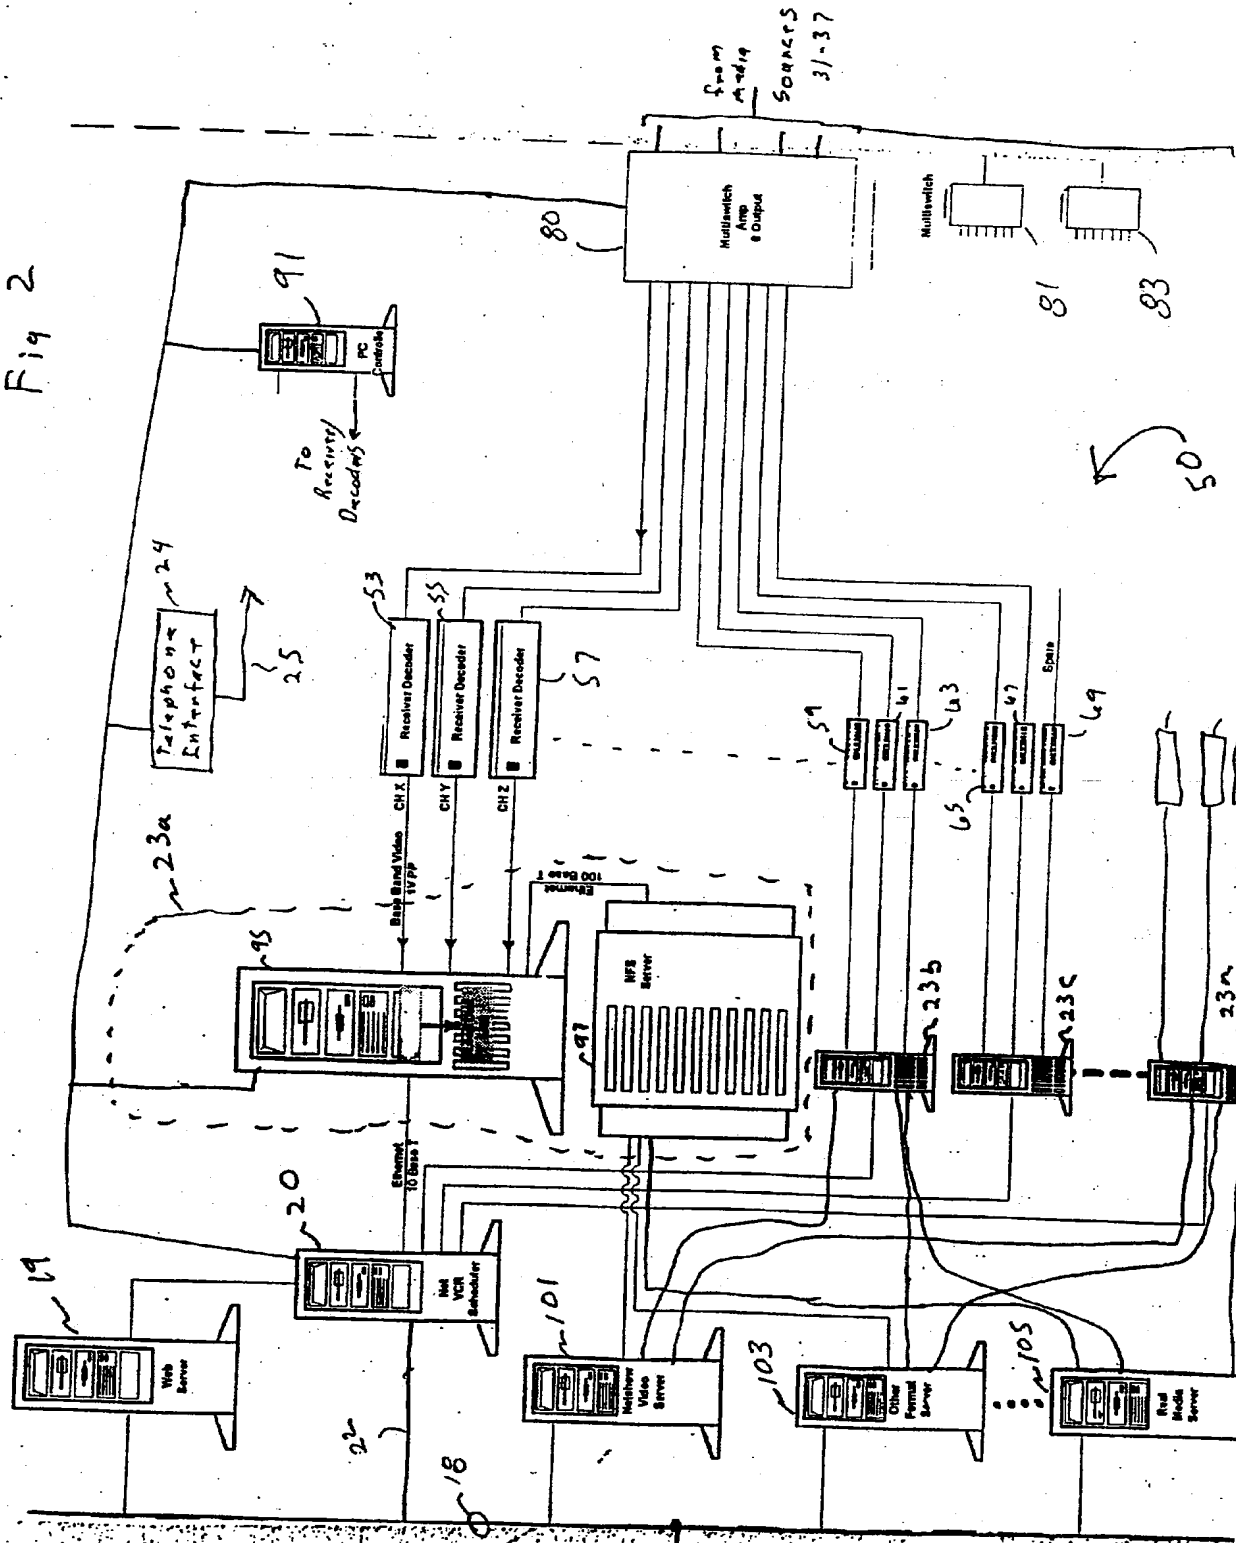 Fig 2
from
media
Sources
31-37
80
Multiswitch
Amp
8 Output
Multiswitch
81
83
50
91
PC
Controller
To
Receiver/
Decoders
24
Telephone
Interface
25
53
Receiver Decoder
55
Receiver Decoder
57
Receiver Decoder
CH X
CH Y
CH Z
Base Band Video
1V PP
59
61
63
65
67
69
Spare
23a
95
Ethernet
100 Base T
NFS
Server
97
23b
23c
23n
Ethernet
10 Base T
20
Net
VCR
Scheduler
19
Web
Server
22
18
101
Netshow
Video
Server
103
Other
Format
Server
105
Real
Media
Server